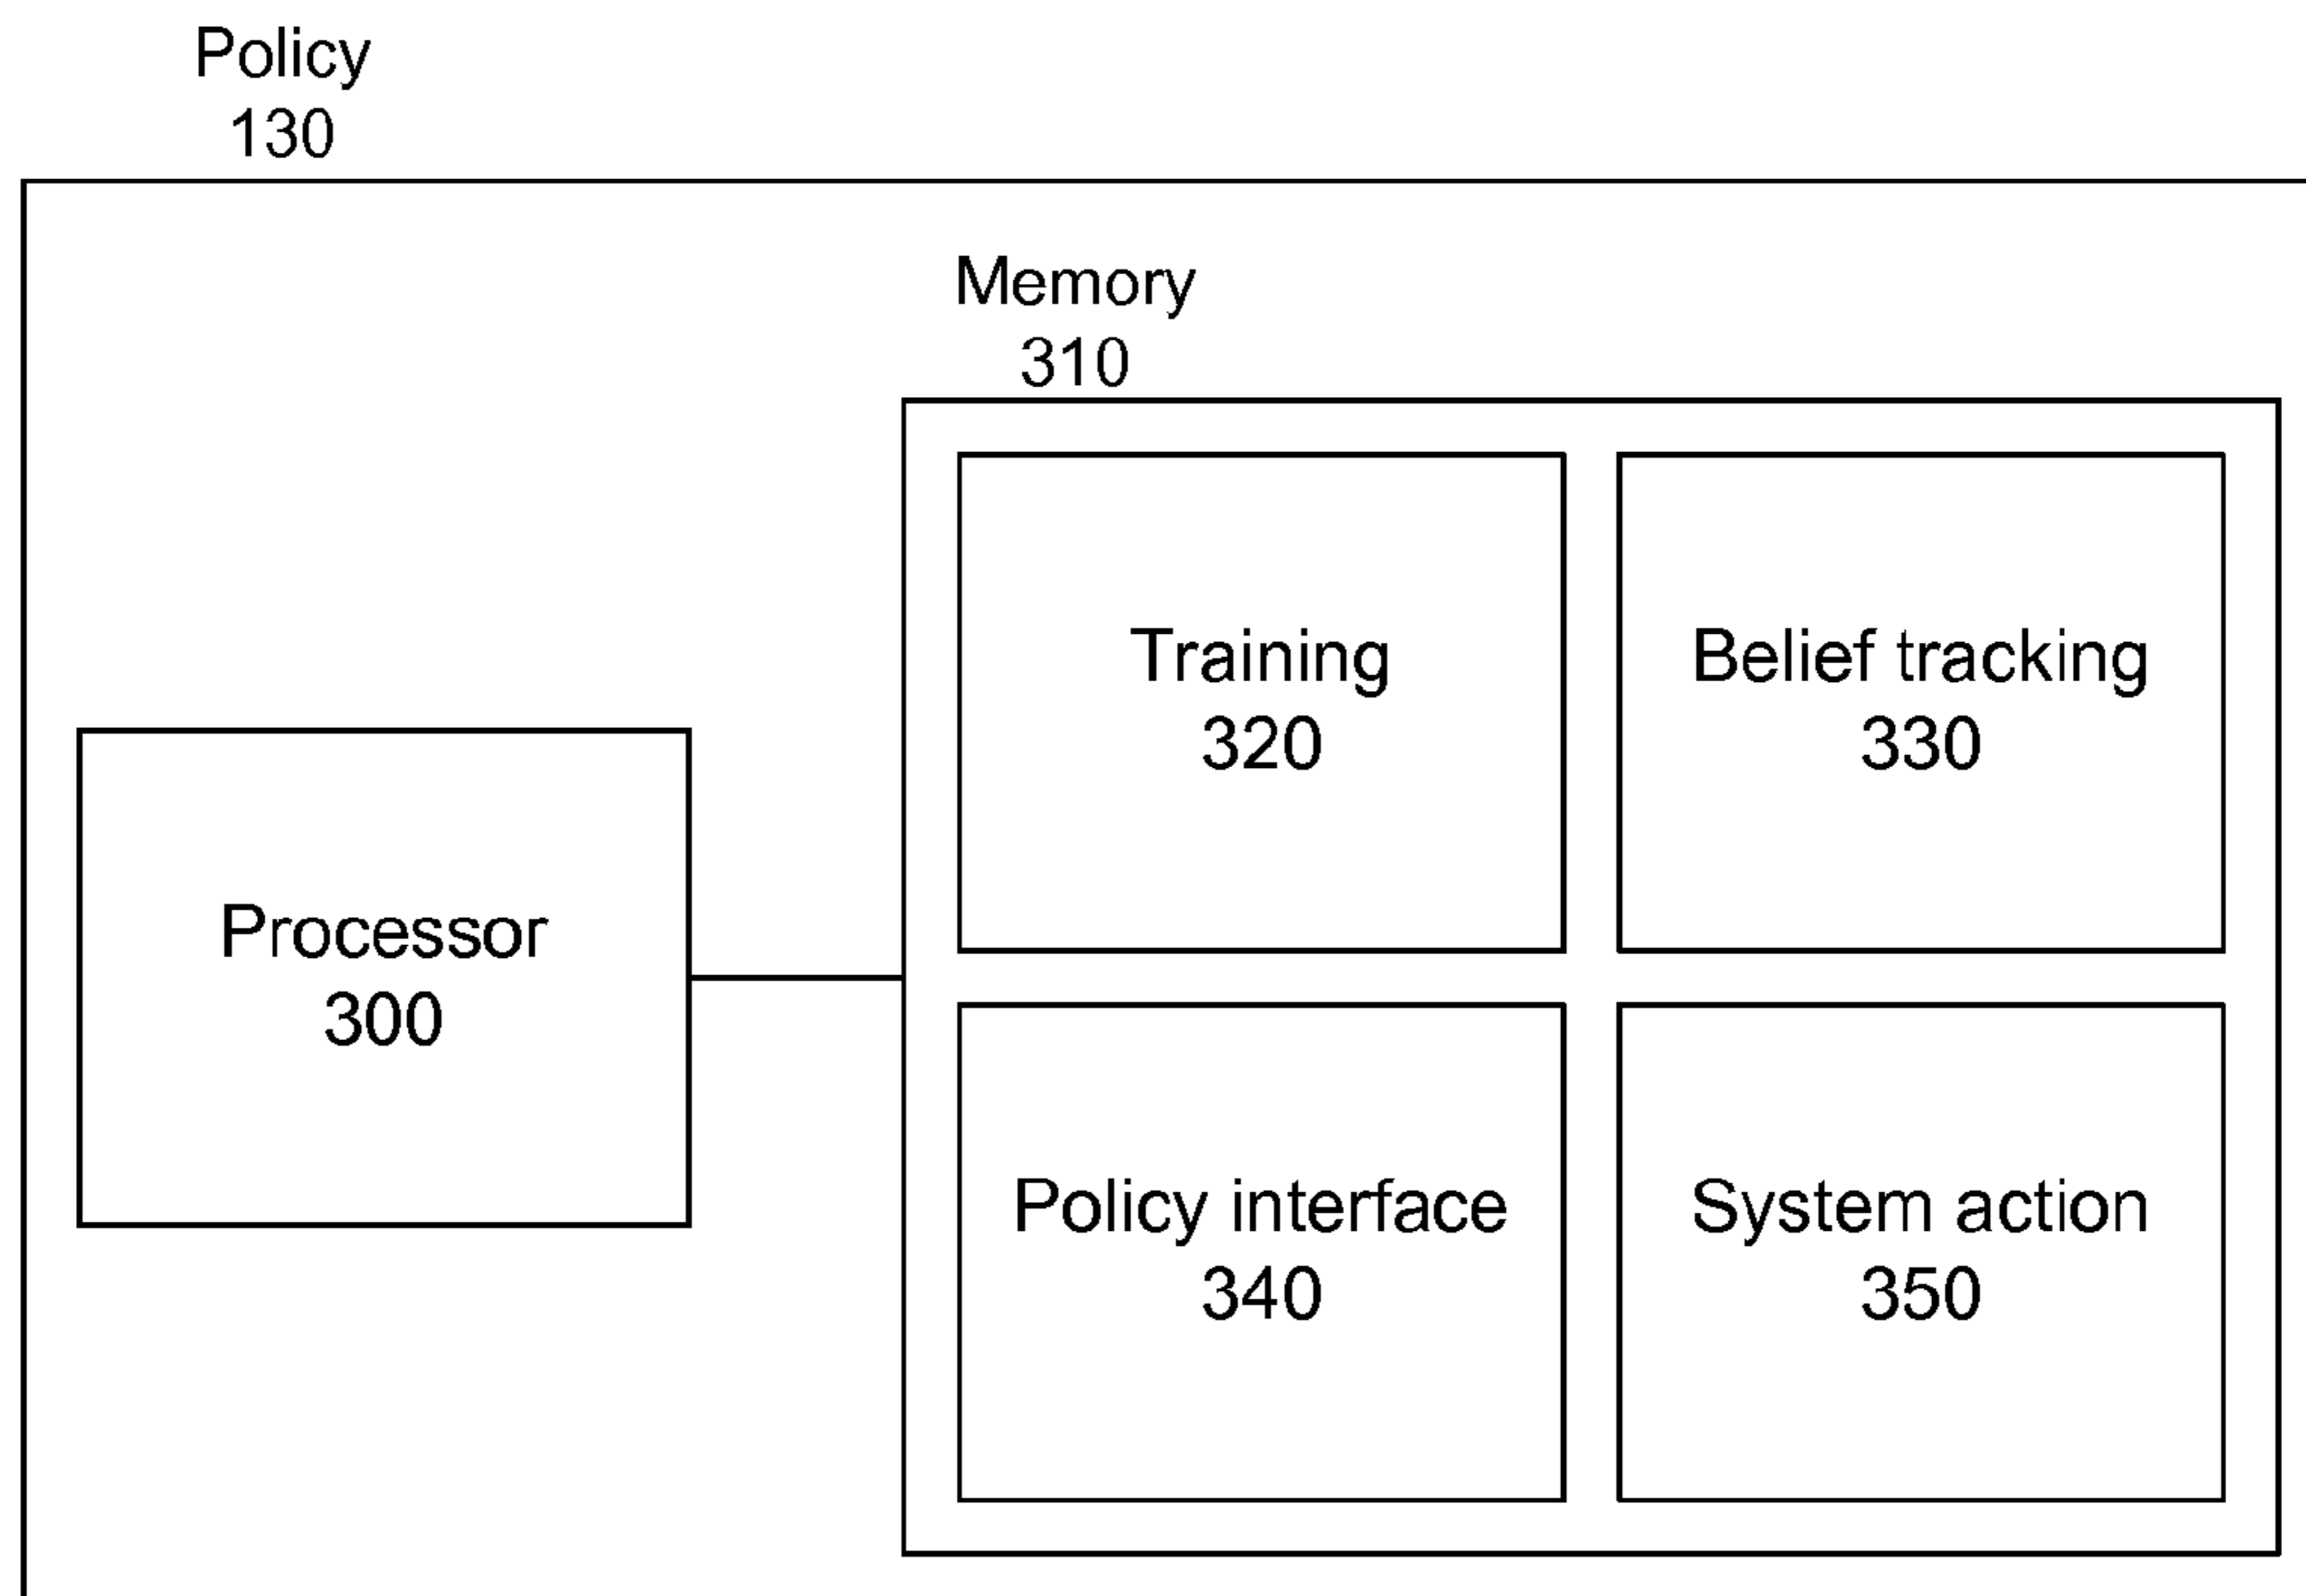 Policy
130
Memory
310
Training
320
Belief tracking
330
Processor
300
Policy interface
340
System action
350